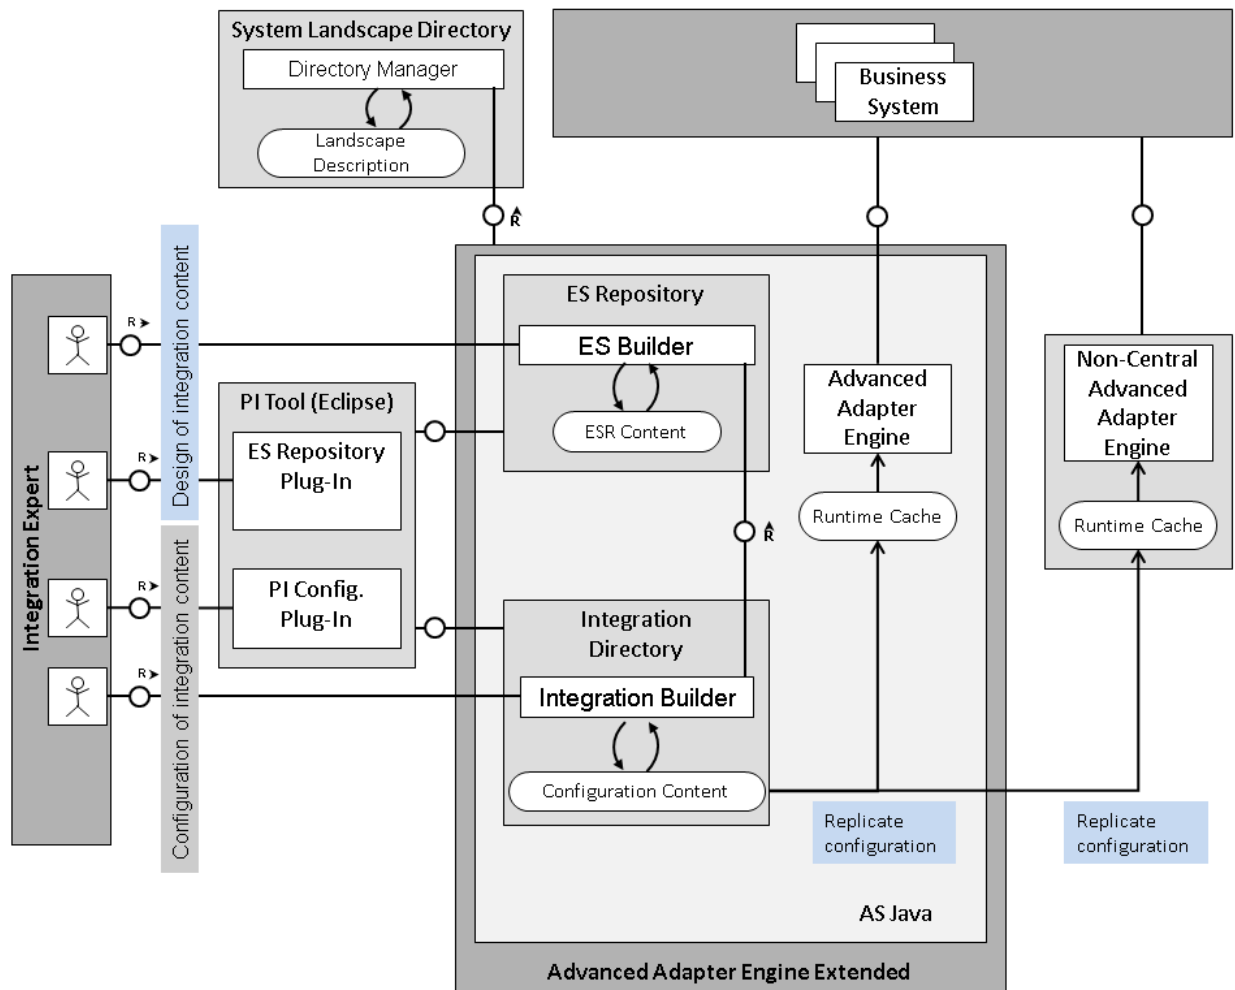 System Landscape Directory
Directory Manager
Landscape
Description
Business
System
R
Design of integration content
ES Repository
ES Builder
ESR Content
R
PI Tool (Eclipse)
ES Repository
Plug-In
R
PI Config.
Plug-In
R
R
Integration Expert
Configuration of integration content
Advanced
Adapter
Engine
Runtime Cache
Non-Central
Advanced
Adapter
Engine
Runtime Cache
R
Integration
Directory
Integration Builder
Configuration Content
Replicate
configuration
Replicate
configuration
AS Java
Advanced Adapter Engine Extended